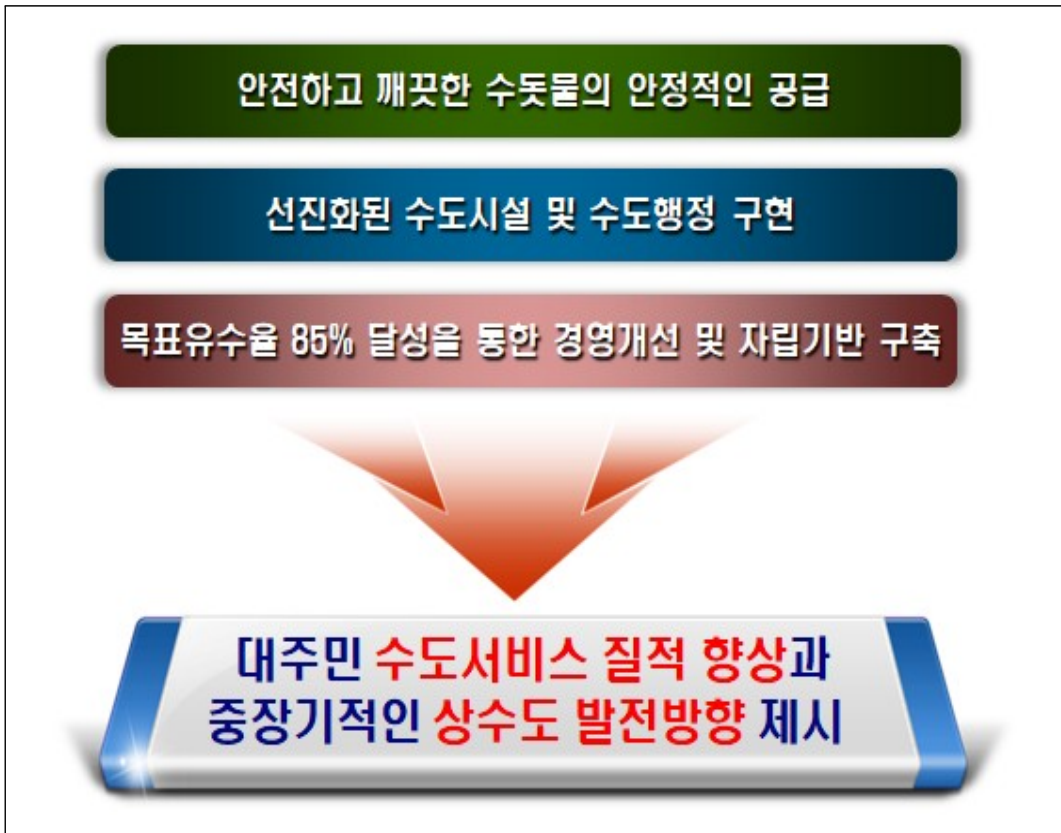 안전하고 깨끗한 수돗물의 안정적인 공급
선진화된 수도시설 및 수도행정 구현
목표유수율 85% 달성을 통한 경영개선 및 자립기반 구축
대주민 수도서비스 질적 향상과
중장기적인 상수도 발전방향 제시